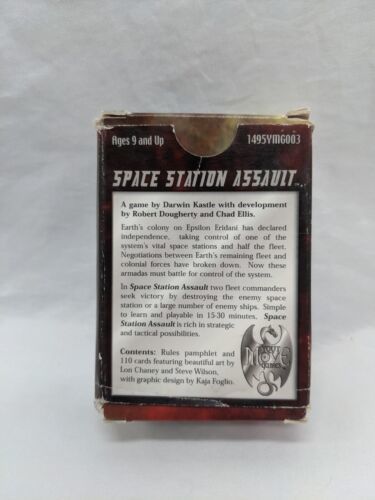 Ages 9 and Up 1495YMG003
SPACE STATION ASSAULT
A game by Darwin Kastle with development
by Robert Dougherty and Chad Ellis.
Earth's colony on Epsilon Eridani has declared
independence, taking control of one of the
system's vital space stations and half the fleet.
Negotiations between Earth's remaining fleet and
colonial forces have broken down. Now these
armadas must battle for control of the system.
In Space Station Assault two fleet commanders
seek victory by destroying the enemy space
station or a large number of enemy ships. Simple
to learn and playable in 15-30 minutes, Space
Station Assault is rich in strategic
and tactical possibilities.
Contents: Rules pamphlet and
110 cards featuring beautiful art by
Lon Chaney and Steve Wilson,
with graphic design by Kaja Foglio.
YOUR
MOVE
GAMES